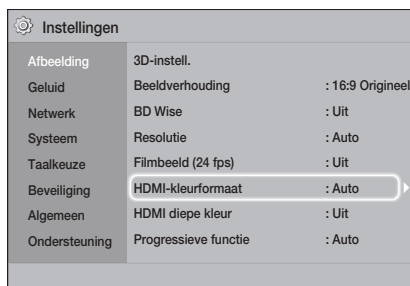 Instellingen
Afbeelding
Geluid
Netwerk
Systeem
Taalkeuze
Beveiliging
Algemeen
Ondersteuning
3D-instell.
Beeldverhouding : 16:9 Origineel
BD Wise : Uit
Resolutie : Auto
Filmbeeld (24 fps) : Uit
HDMI-kleurformaat : Auto
HDMI diepe kleur : Uit
Progressieve functie : Auto